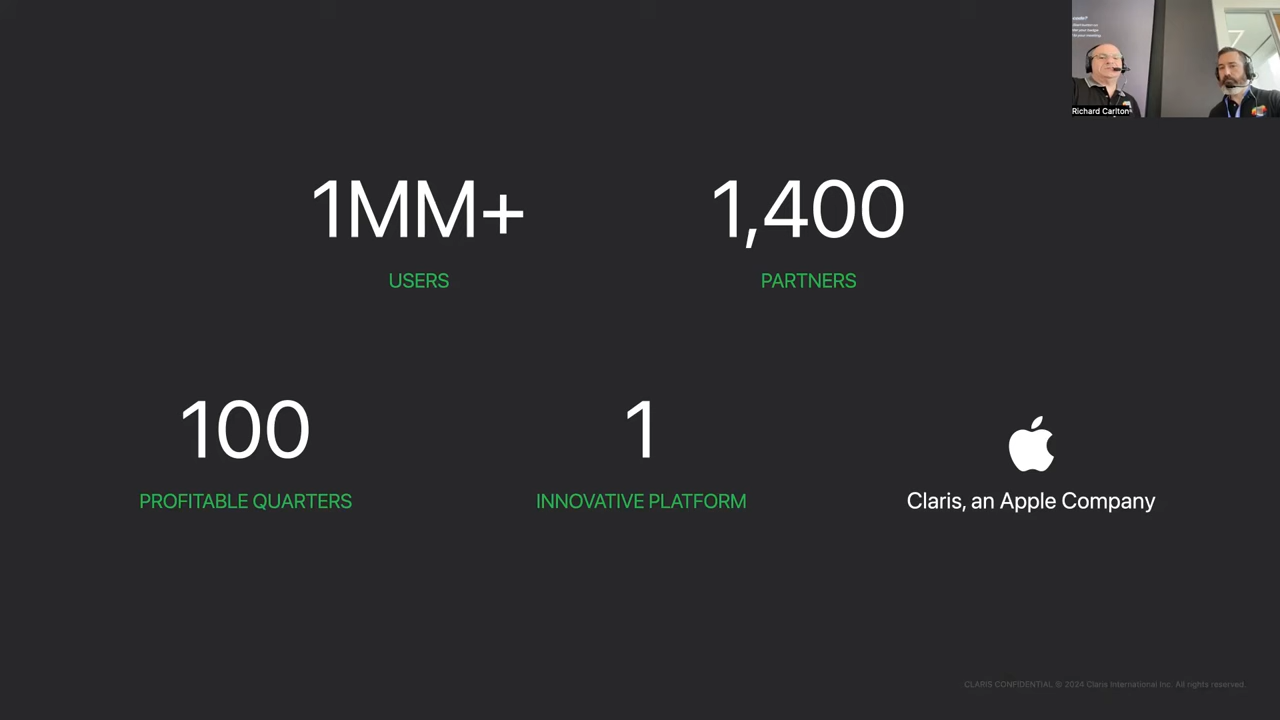 Richard Carlton
1MM+
USERS
1,400
PARTNERS
100
PROFITABLE QUARTERS
1
INNOVATIVE PLATFORM
Claris, an Apple Company
CLARIS CONFIDENTIAL © 2024 Claris International Inc. All rights reserved.